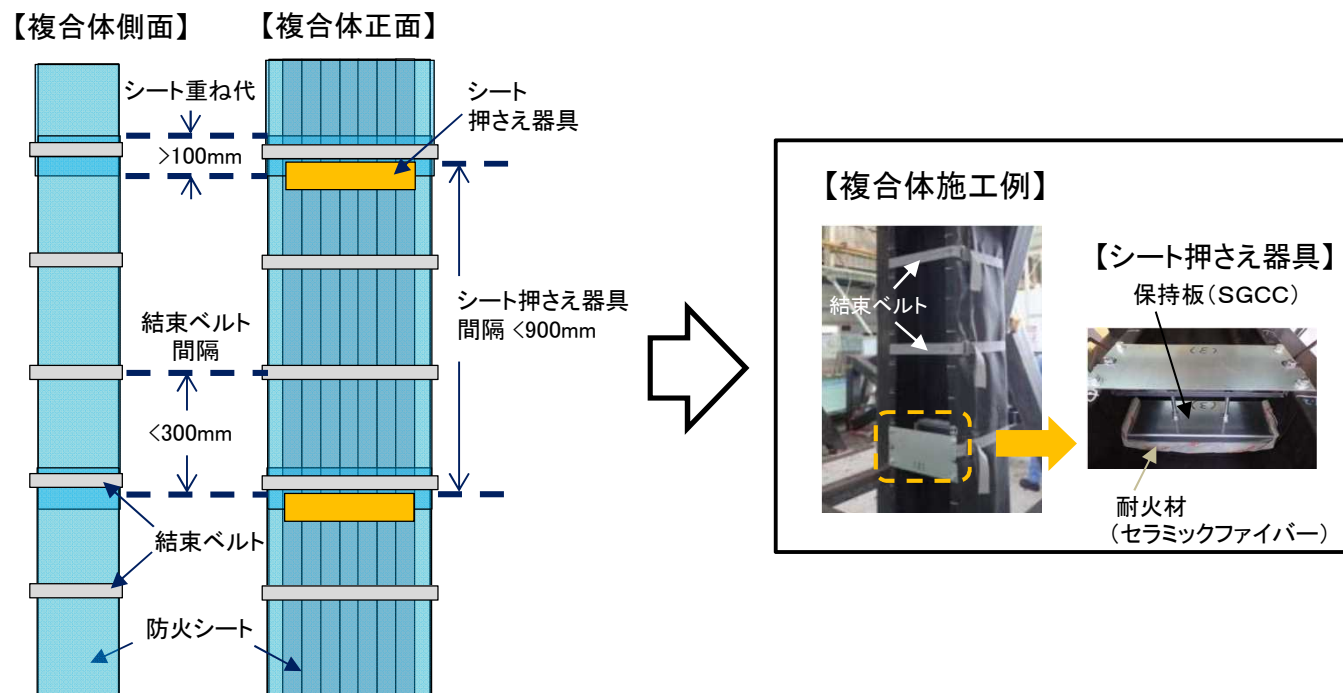 【複合体側面】
【複合体正面】
シート重ね代
>100mm
シート
押さえ器具
シート押さえ器具
間隔 <900mm
結束ベルト
間隔
<300mm
結束ベルト
防火シート
【複合体施工例】
結束ベルト
【シート押さえ器具】
保持板(SGCC)
耐火材
(セラミックファイバー)